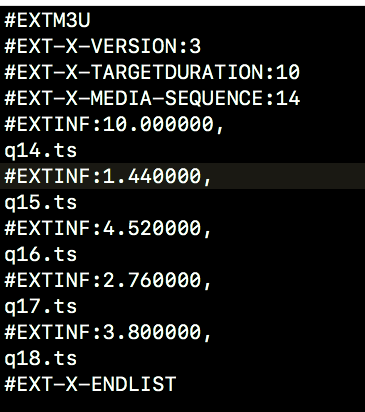 #EXTM3U
#EXT-X-VERSION:3
#EXT-X-TARGETDURATION:10
#EXT-X-MEDIA-SEQUENCE:14
#EXTINF:10.000000,
q14.ts
#EXTINF:1.440000,
q15.ts
#EXTINF:4.520000,
q16.ts
#EXTINF:2.760000,
q17.ts
#EXTINF:3.800000,
q18.ts
#EXT-X-ENDLIST